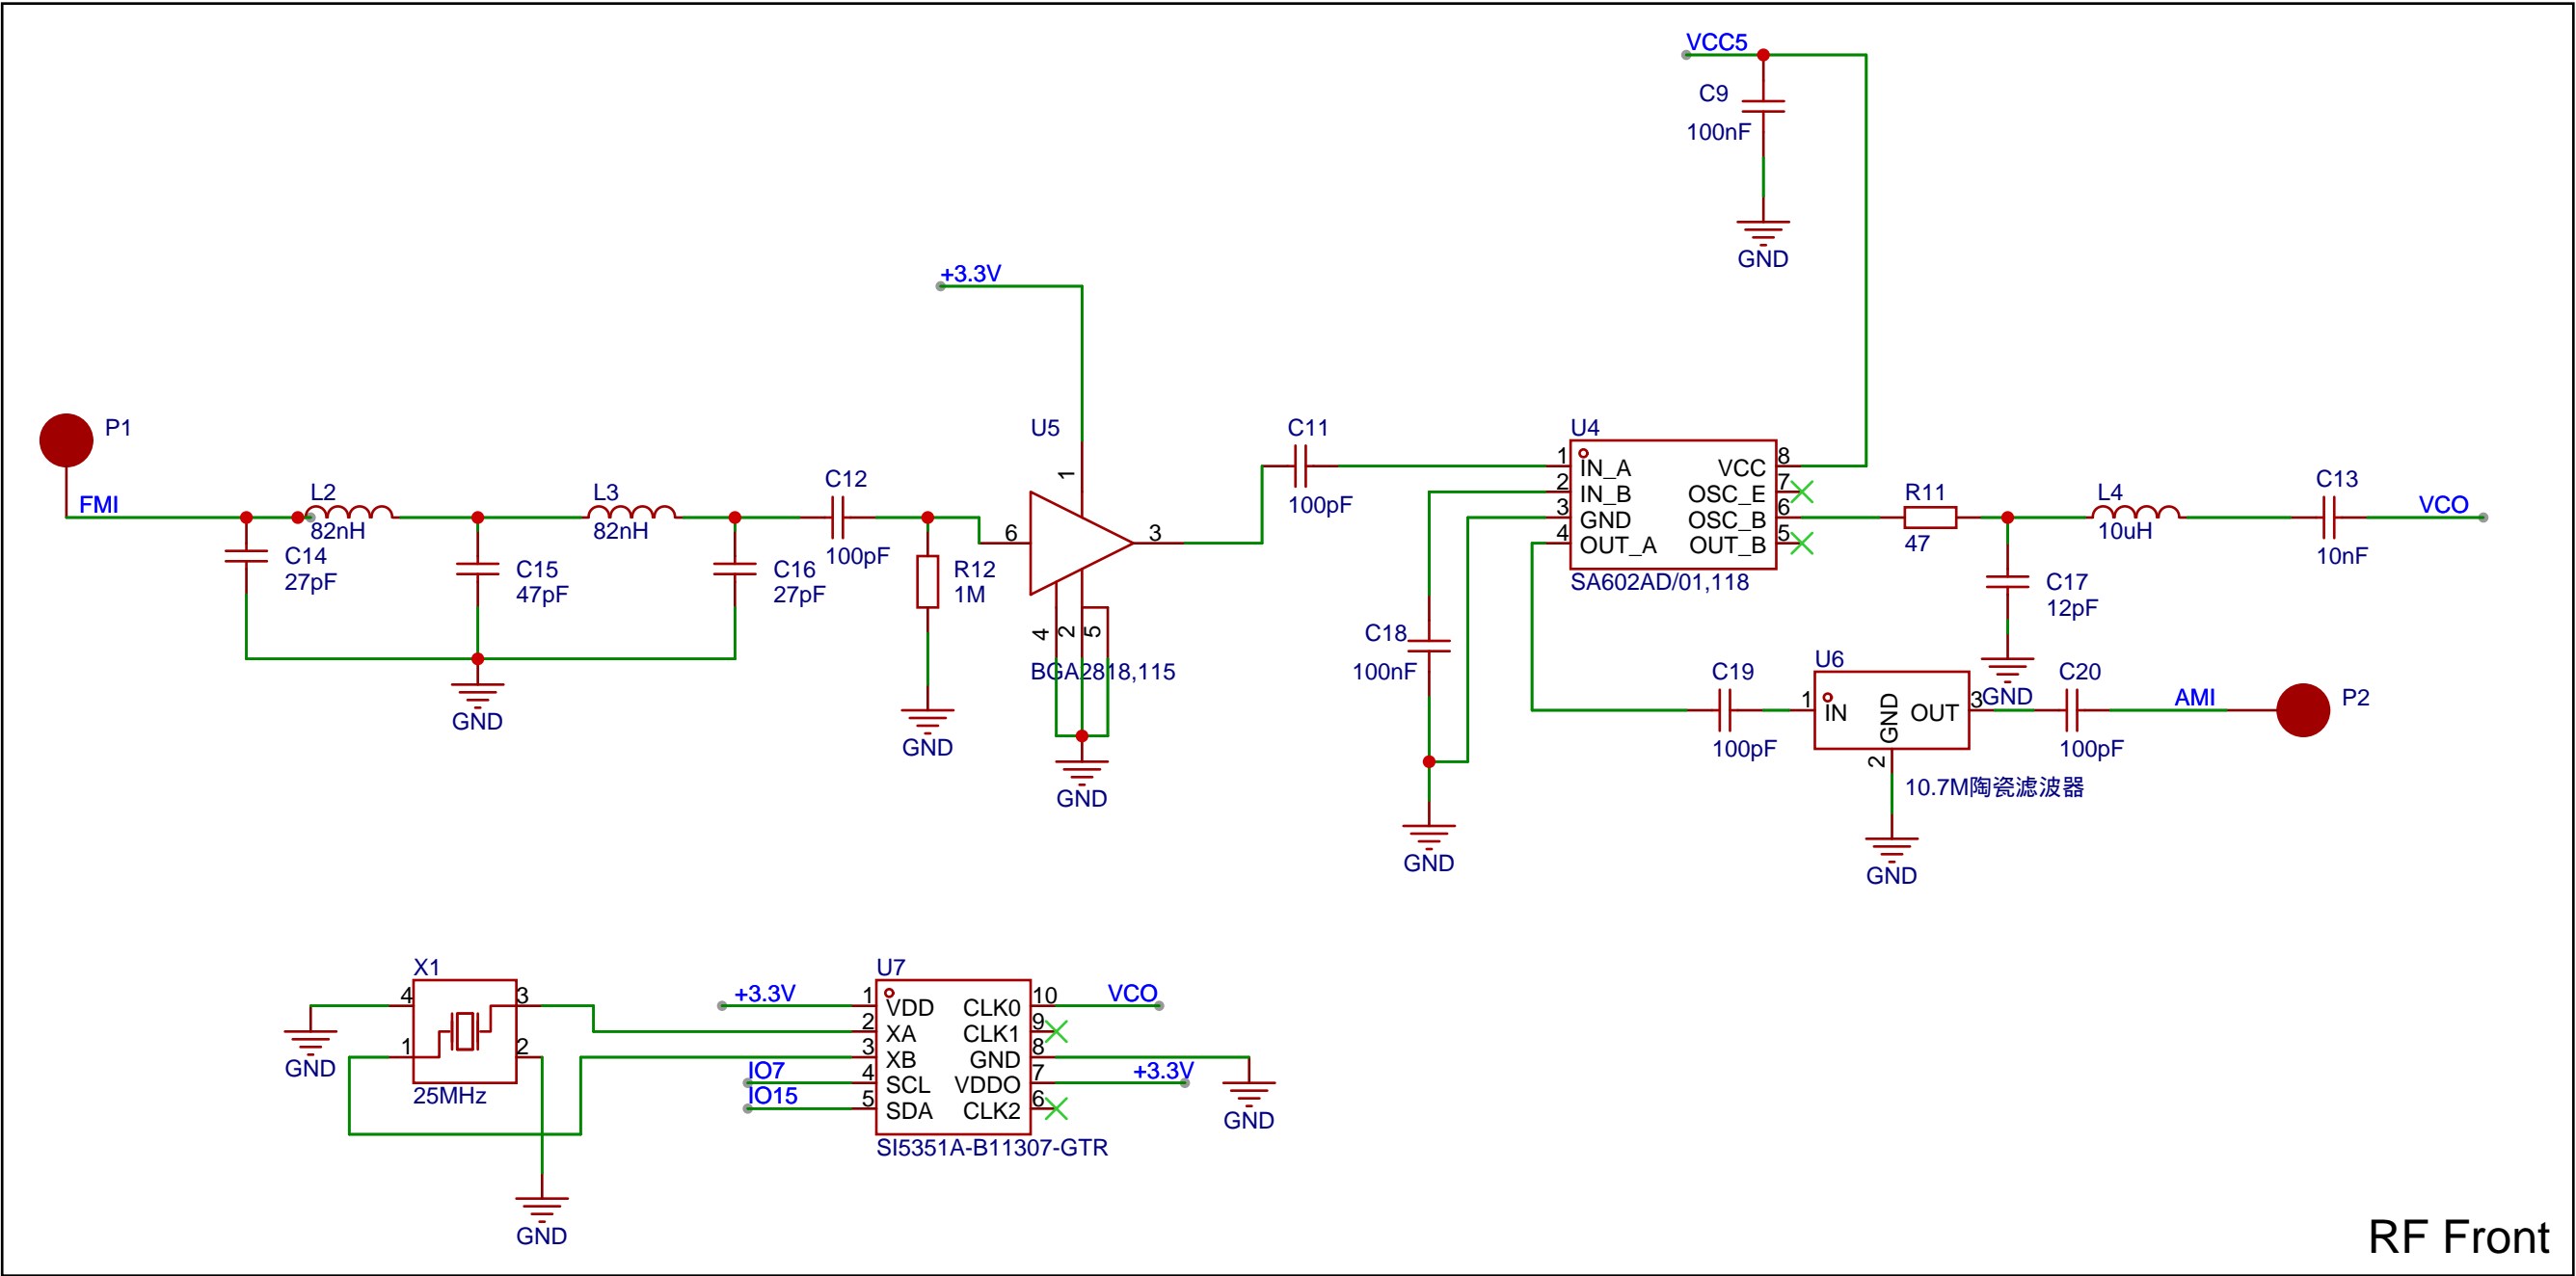 VCC5
C9
100nF
GND
+3.3V
P1
FMI
L2
82nH
L3
82nH
C12
100pF
C14
27pF
C15
47pF
C16
27pF
GND
R12
1M
GND
U5
1
6
3
4
2
5
BGA2818,115
GND
C11
100pF
U4
1
2
3
4
IN_A
IN_B
GND
OUT_A
VCC
OSC_E
OSC_B
OUT_B
8
7
6
5
SA602AD/01,118
R11
47
L4
10uH
C13
10nF
VCO
C17
12pF
GND
C18
100nF
GND
C19
100pF
U6
1
IN
GND
OUT
3
2
10.7M陶瓷滤波器
GND
C20
100pF
AMI
P2
X1
4
3
1
2
25MHz
GND
GND
U7
+3.3V
IO7
IO15
1
2
3
4
5
VDD
XA
XB
SCL
SDA
CLK0
CLK1
GND
VDDO
CLK2
10
9
8
7
6
VCO
+3.3V
GND
SI5351A-B11307-GTR
RF Front